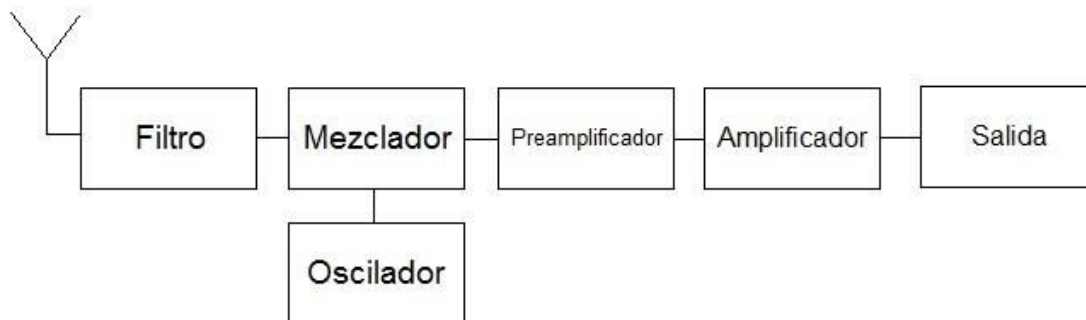 Filtro
Mezclador
Preamplificador
Amplificador
Salida
Oscilador